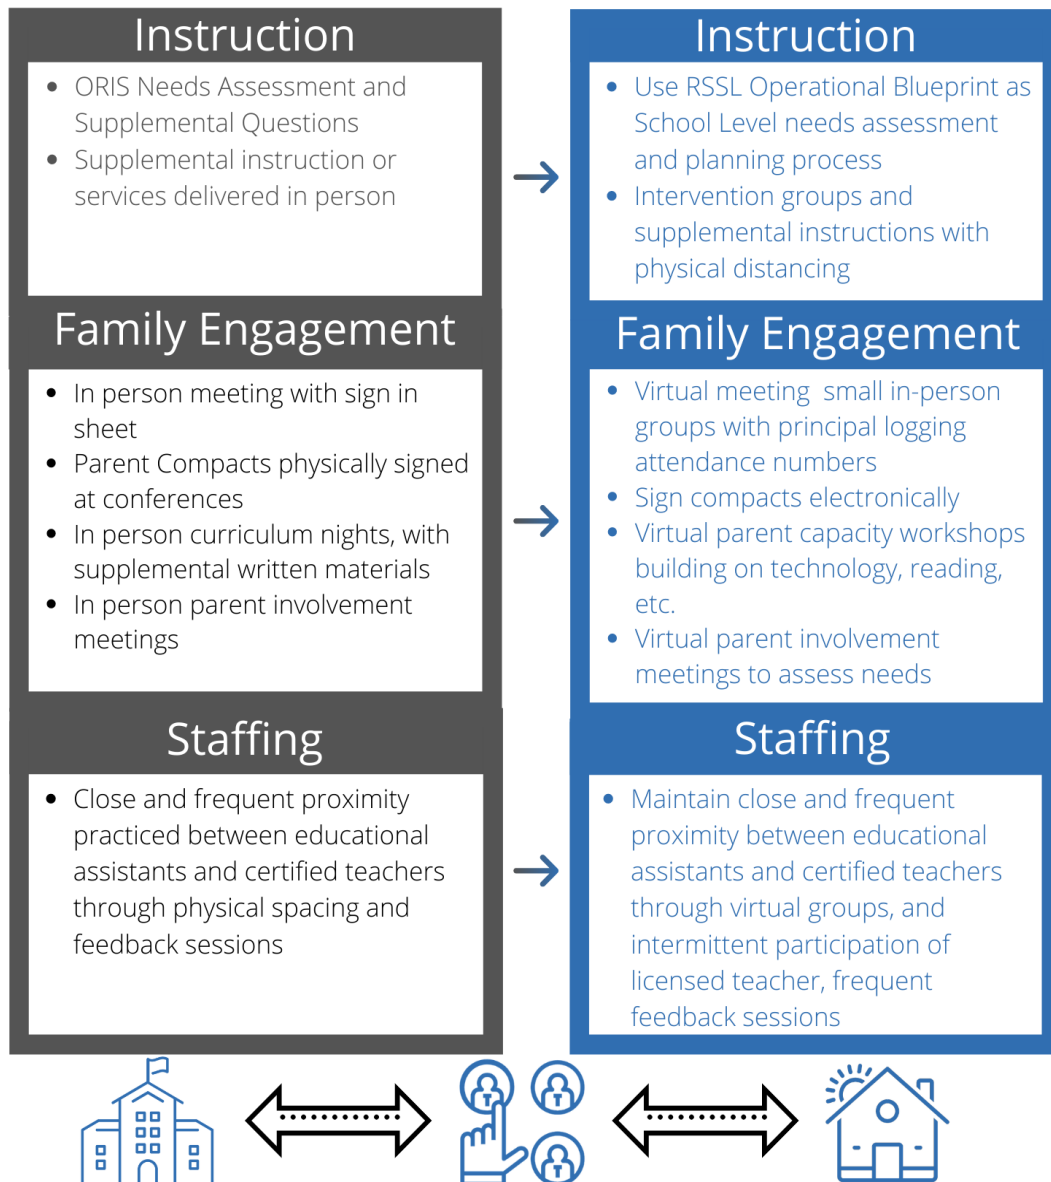 Instruction
• ORIS Needs Assessment and
Supplemental Questions
• Supplemental instruction or
services delivered in person
Instruction
• Use RSSL Operational Blueprint as
School Level needs assessment
and planning process
• Intervention groups and
supplemental instructions with
physical distancing
Family Engagement
• In person meeting with sign in
sheet
• Parent Compacts physically signed
at conferences
• In person curriculum nights, with
supplemental written materials
• In person parent involvement
meetings
Family Engagement
• Virtual meeting  small in-person
groups with principal logging
attendance numbers
• Sign compacts electronically
• Virtual parent capacity workshops
building on technology, reading,
etc.
• Virtual parent involvement
meetings to assess needs
Staffing
• Close and frequent proximity
practiced between educational
assistants and certified teachers
through physical spacing and
feedback sessions
Staffing
• Maintain close and frequent
proximity between educational
assistants and certified teachers
through virtual groups, and
intermittent participation of
licensed teacher, frequent
feedback sessions